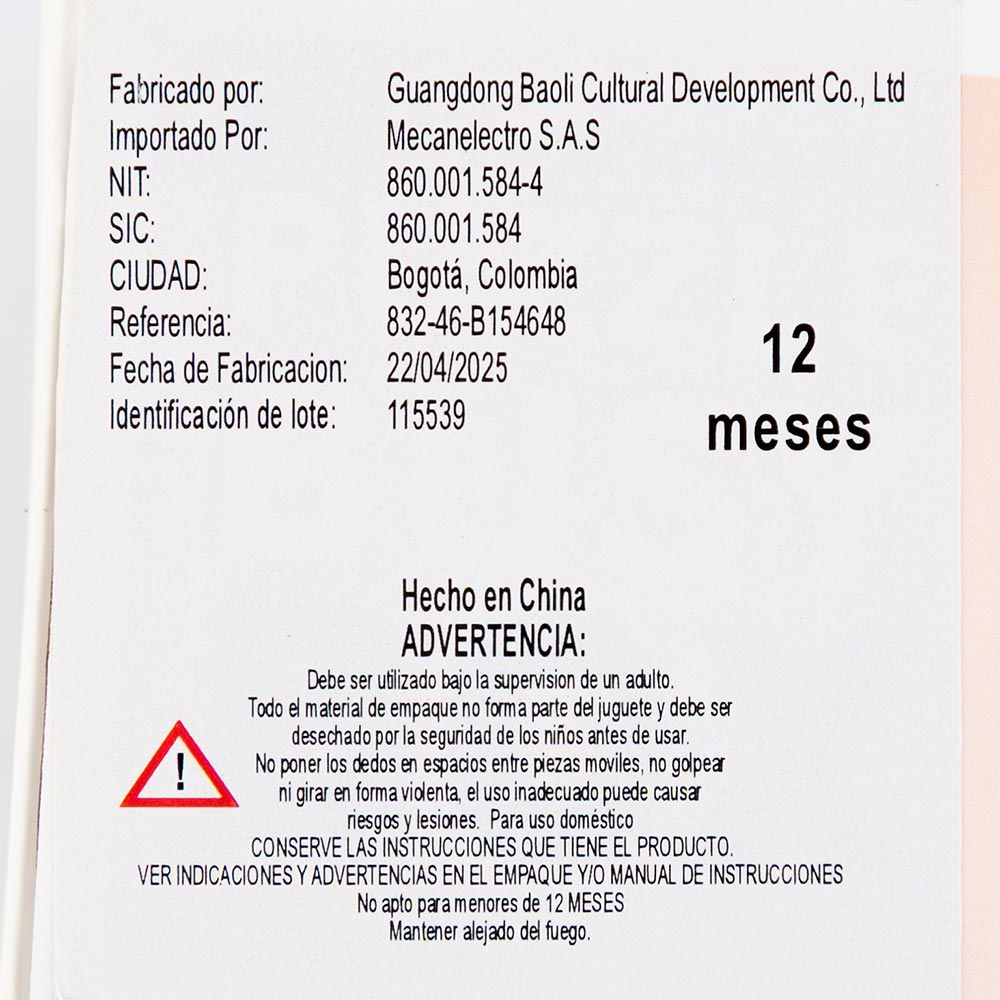 Fabricado por: Guangdong Baoli Cultural Development Co., Ltd
Importado Por: Mecanelectro S.A.S
NIT: 860.001.584-4
SIC: 860.001.584
CIUDAD: Bogotá, Colombia
Referencia: 832-46-B154648
Fecha de Fabricacion: 22/04/2025
Identificación de lote: 115539
12
meses
Hecho en China
ADVERTENCIA:
Debe ser utilizado bajo la supervision de un adulto.
Todo el material de empaque no forma parte del juguete y debe ser
desechado por la seguridad de los niños antes de usar.
No poner los dedos en espacios entre piezas moviles, no golpear
ni girar en forma violenta, el uso inadecuado puede causar
riesgos y lesiones. Para uso doméstico
CONSERVE LAS INSTRUCCIONES QUE TIENE EL PRODUCTO.
VER INDICACIONES Y ADVERTENCIAS EN EL EMPAQUE Y/O MANUAL DE INSTRUCCIONES
No apto para menores de 12 MESES
Mantener alejado del fuego.
!